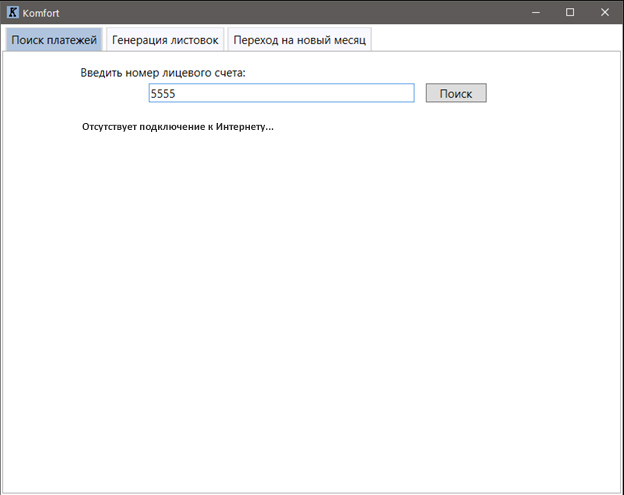 Komfort
Поиск платежей Генерация листовок Переход на новый месяц
Введить номер лицевого счета:
5555 Поиск
Отсутствует подключение к Интернету...